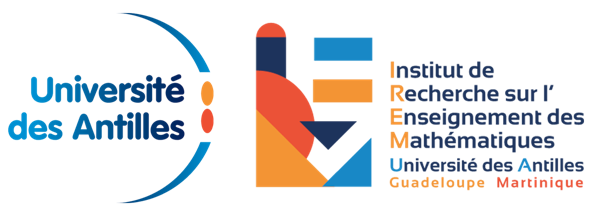 Université
des Antilles
Institut de
Recherche sur l'
Enseignement des
Mathématiques
Université des Antilles
Guadeloupe Martinique